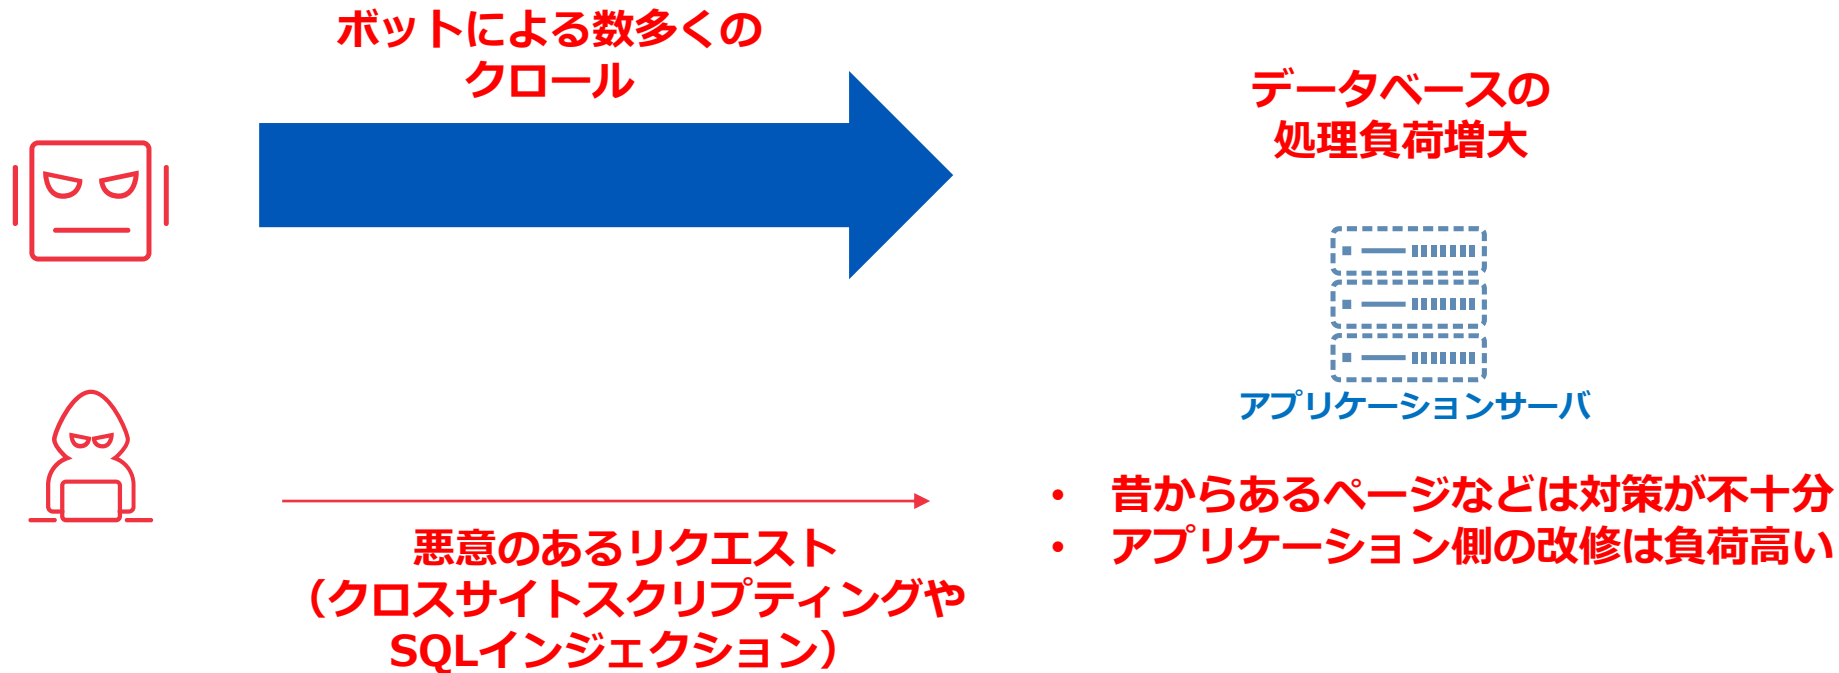 ボットによる数多くの
クロール
データベースの
処理負荷増大
アプリケーションサーバ
• 昔からあるページなどは対策が不十分
• アプリケーション側の改修は負荷高い
悪意のあるリクエスト
（クロスサイトスクリプティングや
SQLインジェクション）